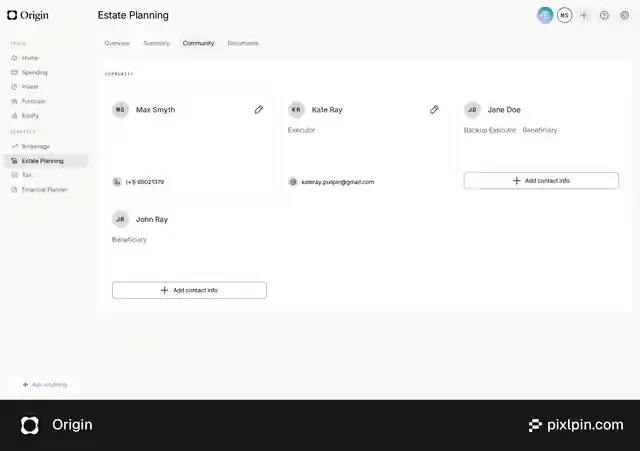 Origin
Estate Planning
MS
Overview Summary Community Documents
TOOLS
Home
Spending
Invest
Forecast
Equity
SERVICES
Brokerage
Estate Planning
Tax
Financial Planner
COMMUNITY
MS Max Smyth
(+1) 65021379
KR Kate Ray
Executor
kateray.pixlpin@gmail.com
JD Jane Doe
Backup Executor Beneficiary
Add contact info
JR John Ray
Beneficiary
Add contact info
Ask anything
Origin
pixlpin.com